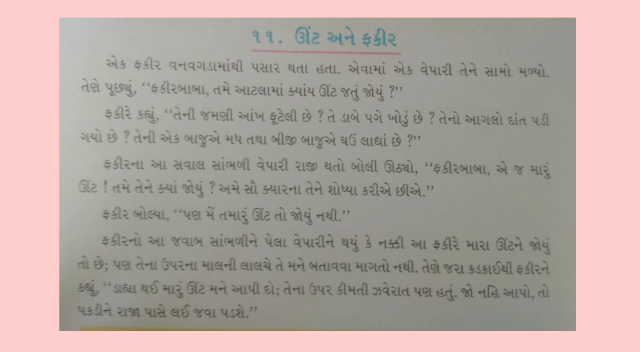 ૧૧. ઊંટ અને ફકીર
એક ફકીર વનવગડામાંથી પસાર થતા હતા. એવામાં એક વેપારી તેને સામો મળ્યો.
તેણે પૂછ્યું, ‘‘ફકીરબાબા, તમે આટલામાં ક્યાંય ઊંટ જતું જોયું ?’’
ફકીરે કહ્યું, ‘‘તેની જમણી આંખ ફૂટેલી છે ? તે ડાબે પગે ખોડું છે ? તેનો આગલો દાંત પડી
ગયો છે ? તેની એક બાજુએ મધ તથા બીજી બાજુએ ઘઉં લાદ્યાં છે ?’’
ફકીરના આ સવાલ સાંભળી વેપારી રાજી થતો બોલી ઊઠ્યો, ‘‘ફકીરબાબા, એ જ મારું
ઊંટ ! તમે તેને ક્યાં જોયું ? અમે સૌ ક્યારના તેને શોધ્યા કરીએ છીએ.’’
ફકીર બોલ્યા, ‘‘પણ મેં તમારું ઊંટ તો જોયું નથી.’’
ફકીરનો આ જવાબ સાંભળીને પેલા વેપારીને થયું કે નક્કી આ ફકીરે મારા ઊંટને જોયું
તો છે; પણ તેના ઉપરના માલની લાલચે તે મને બતાવવા માગતો નથી. તેણે જરા કડકાઈથી ફકીરને
કહ્યું, ‘‘ડાહ્યા થઈ મારું ઊંટ મને આપી દો; તેના ઉપર કીમતી ઝવેરાત પણ હતું. જો નહિ આપો, તો
પકડીને રાજા પાસે લઈ જવા પડશે.’’